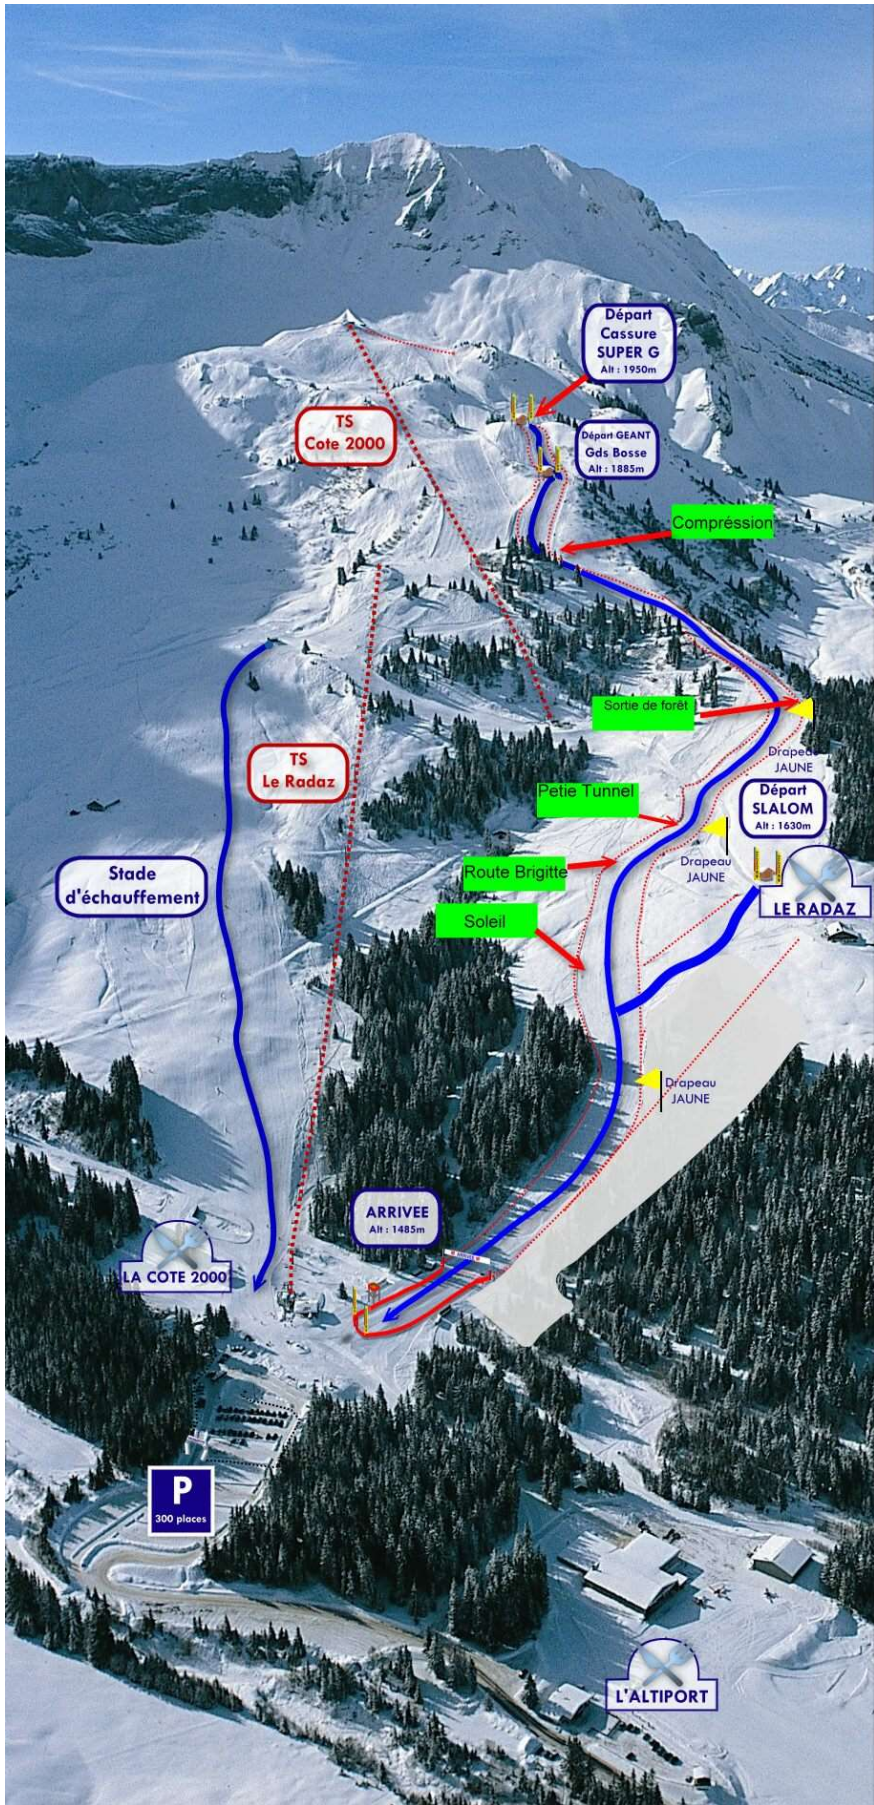 Départ
Cassure
SUPER G
Alt : 1950m
TS
Cote 2000
Départ GEANT
Gds Bosse
Alt : 1885m
Compréssion
Sortie de forêt
Drapeau
JAUNE
TS
Le Radaz
Petie Tunnel
Départ
SLALOM
Alt : 1630m
Stade
d'échauffement
Route Brigitte
Drapeau
JAUNE
LE RADAZ
Soleil
Drapeau
JAUNE
ARRIVEE
Alt : 1485m
LA COTE 2000
P
300 places
L'ALTIPORT